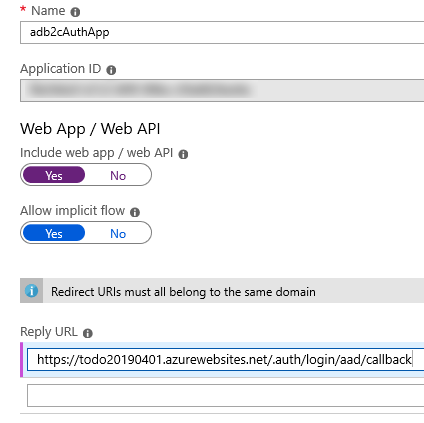 * Name
adb2cAuthApp
Application ID
Web App / Web API
Include web app / web API
Yes No
Allow implicit flow
Yes No
Redirect URIs must all belong to the same domain
Reply URL
https://todo20190401.azurewebsites.net/.auth/login/aad/callback